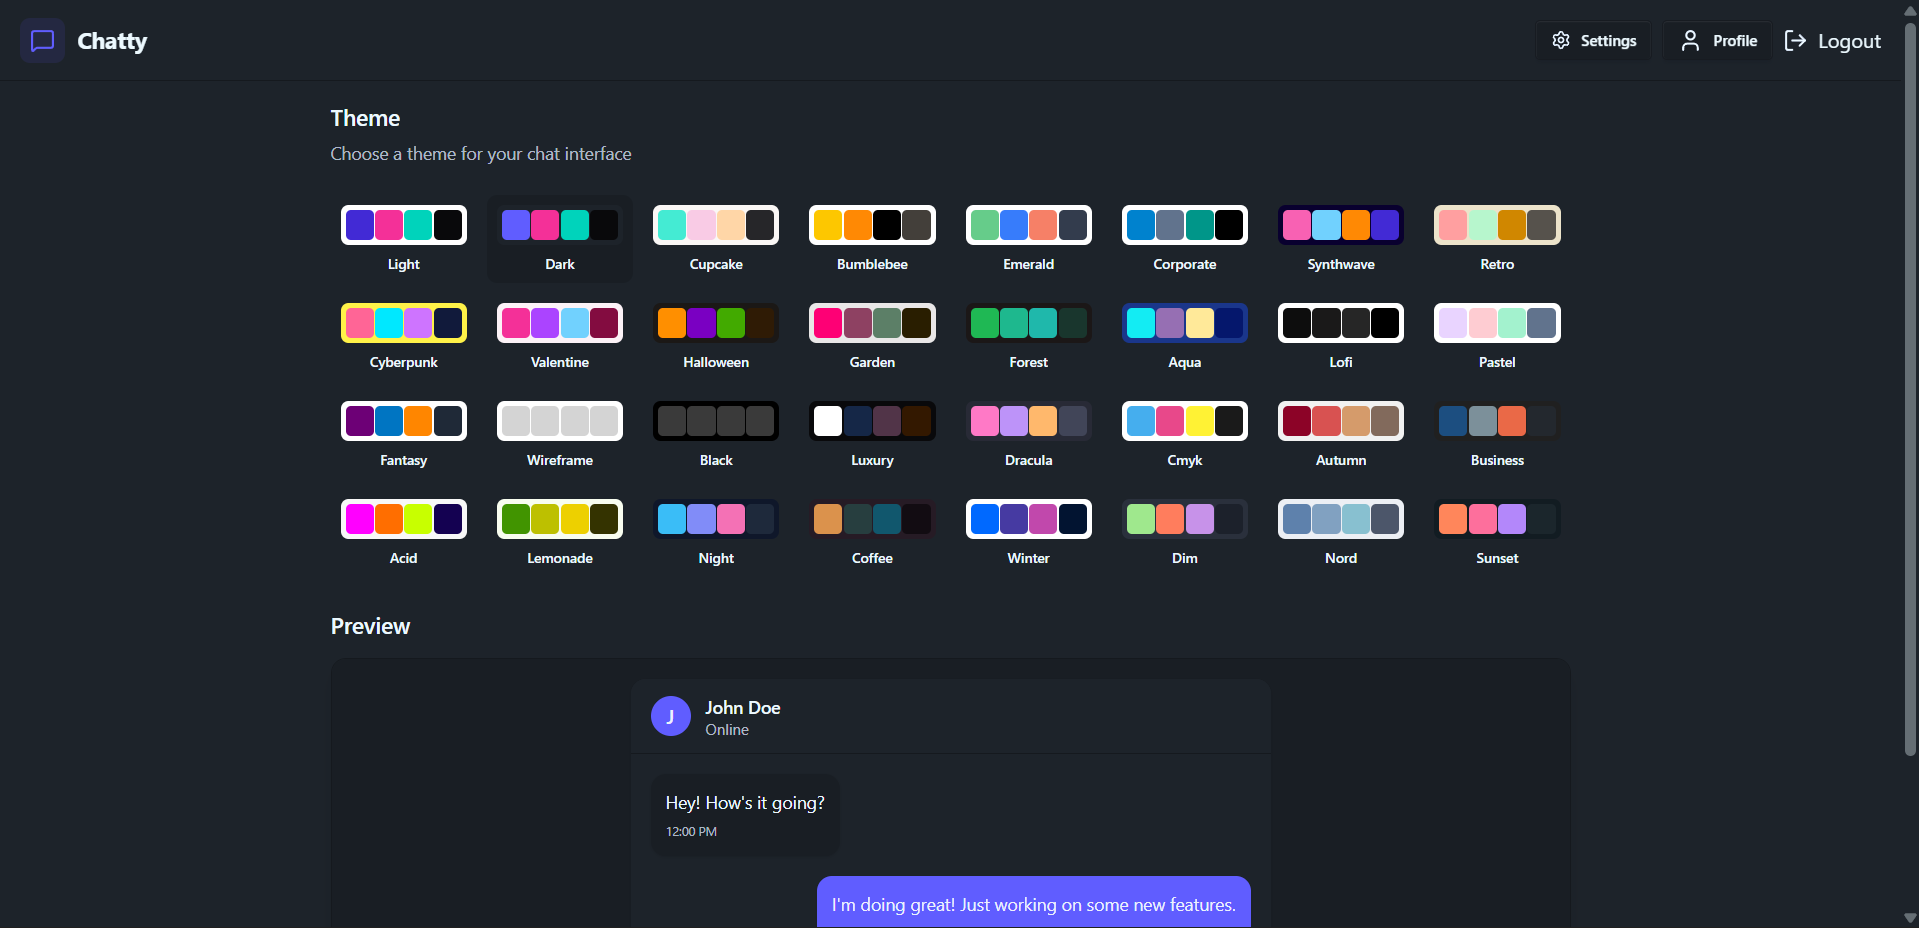 Chatty
Settings
Profile
Logout
Theme
Choose a theme for your chat interface
Light
Dark
Cupcake
Bumblebee
Emerald
Corporate
Synthwave
Retro
Cyberpunk
Valentine
Halloween
Garden
Forest
Aqua
Lofi
Pastel
Fantasy
Wireframe
Black
Luxury
Dracula
Cmyk
Autumn
Business
Acid
Lemonade
Night
Coffee
Winter
Dim
Nord
Sunset
Preview
J
John Doe
Online
Hey! How's it going?
12:00 PM
I'm doing great! Just working on some new features.